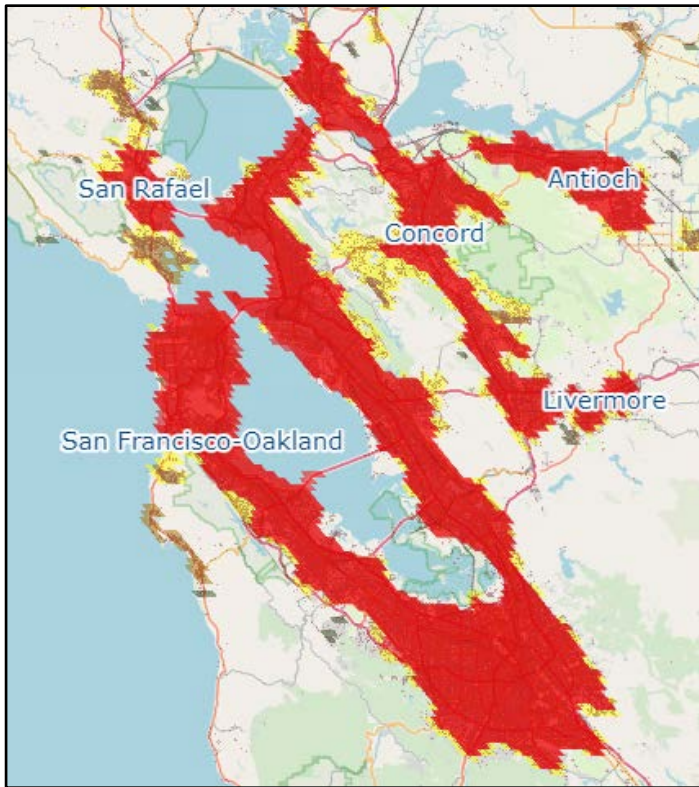 San Rafael
Antioch
Concord
Livermore
San Francisco-Oakland